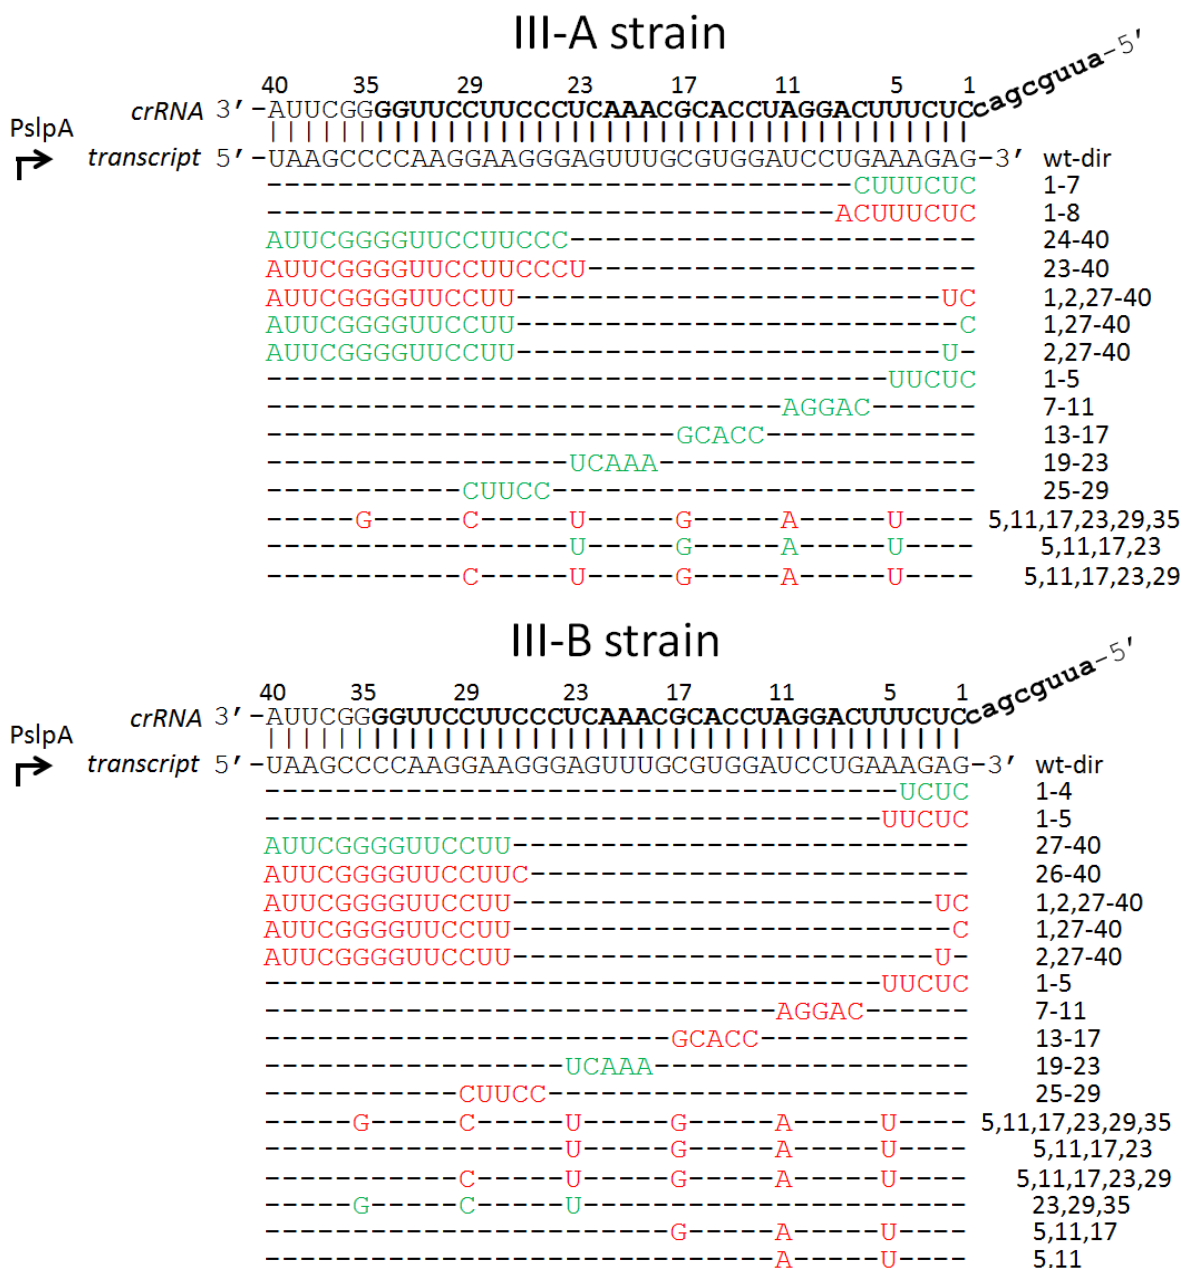 III-A strain
40 35 29 23 17 11 5 1
crRNA 3′-AUUCGGGGUUCCUUCCCUCAAACGCACCUAGGACUUUCUCcagcguua-5′
||||||||||||||||||||||||||||||||||||||||
PslpA
transcript 5′-UAAGCCCCAAGGAAGGGAGUUUGCGUGGAUCCUGAAAGAG-3′ wt-dir
---------------------------------CUUUCUC 1-7
--------------------------------ACUUUCUC 1-8
AUUCGGGGUUCCUUCCC----------------------- 24-40
AUUCGGGGUUCCUUCCCU---------------------- 23-40
AUUCGGGGUUCCUU------------------------UC 1,2,27-40
AUUCGGGGUUCCUU-------------------------C 1,27-40
AUUCGGGGUUCCUU------------------------U- 2,27-40
-----------------------------------UUCUC 1-5
-----------------------------AGGAC------ 7-11
-----------------------GCACC------------ 13-17
-----------------UCAAA------------------ 19-23
-----------CUUCC------------------------ 25-29
-----G-----C-----U-----G-----A-----U---- 5,11,17,23,29,35
-----------------U-----G-----A-----U---- 5,11,17,23
-----------C-----U-----G-----A-----U---- 5,11,17,23,29
III-B strain
40 35 29 23 17 11 5 1
crRNA 3′-AUUCGGGGUUCCUUCCCUCAAACGCACCUAGGACUUUCUCcagcguua-5′
||||||||||||||||||||||||||||||||||||||||
PslpA
transcript 5′-UAAGCCCCAAGGAAGGGAGUUUGCGUGGAUCCUGAAAGAG-3′ wt-dir
------------------------------------UCUC 1-4
-----------------------------------UUCUC 1-5
AUUCGGGGUUCCUU-------------------------- 27-40
AUUCGGGGUUCCUUC------------------------- 26-40
AUUCGGGGUUCCUU------------------------UC 1,2,27-40
AUUCGGGGUUCCUU-------------------------C 1,27-40
AUUCGGGGUUCCUU------------------------U- 2,27-40
-----------------------------------UUCUC 1-5
-----------------------------AGGAC------ 7-11
-----------------------GCACC------------ 13-17
-----------------UCAAA------------------ 19-23
-----------CUUCC------------------------ 25-29
-----G-----C-----U-----G-----A-----U---- 5,11,17,23,29,35
-----------------U-----G-----A-----U---- 5,11,17,23
-----------C-----U-----G-----A-----U---- 5,11,17,23,29
-----G-----C-----U---------------------- 23,29,35
-----------------------G-----A-----U---- 5,11,17
-----------------------------A-----U---- 5,11